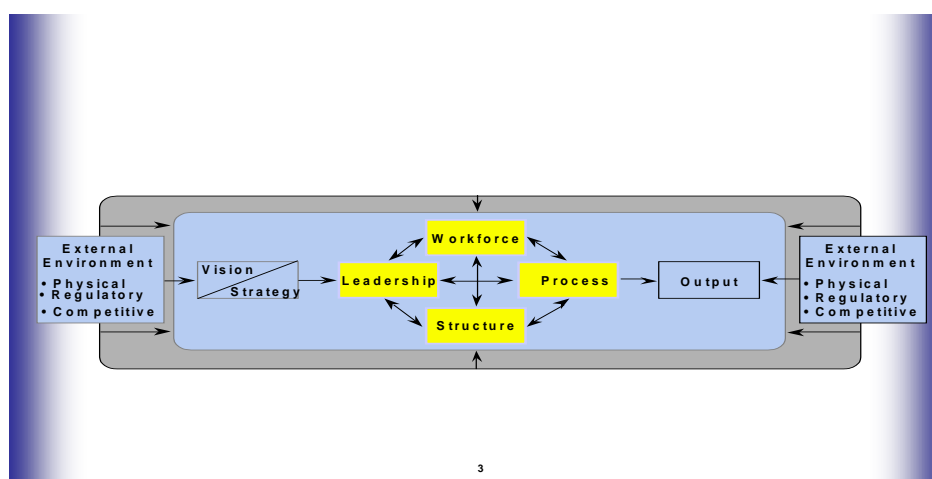 External
Environment
• Physical
• Regulatory
• Competitive
Vision
Strategy
Leadership
Workforce
Structure
Process
Output
External
Environment
• Physical
• Regulatory
• Competitive
3